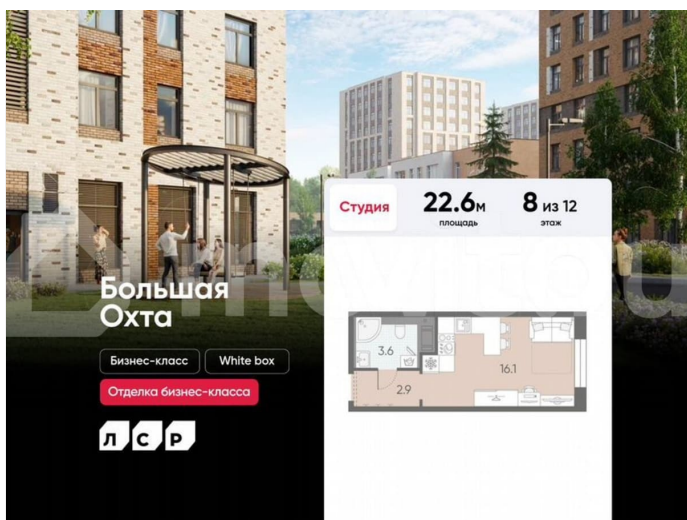 Студия
22.6м
площадь
8 из 12
этаж
Большая
Охта
Бизнес-класс
White box
Отделка бизнес-класса
ЛСР
3.6
2.9
16.1